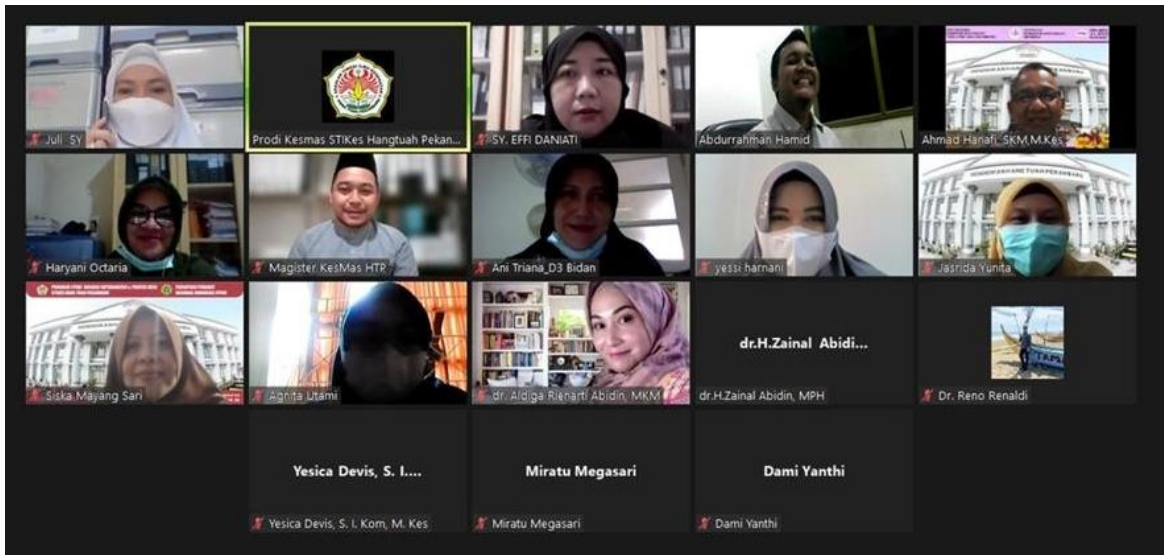 Juli_SY
Prodi Kesmas STIKes Hangtuah Pekan...
SY. EFFI DANIATI
Abdurrahman Hamid
Ahmad Hanafi, SKM,M.Kes
Haryani Octaria
Magister KesMas HTP
Ani Triana_D3 Bidan
yessi harnani
Jasrida Yunita
Siska Mayang Sari
Agnita Utami
dr. Aldiga Rienarti Abidin, MKM
dr.H.Zainal Abidi...
dr.H.Zainal Abidin, MPH
Dr. Reno Renaldi
Yesica Devis, S. I....
Yesica Devis, S. I. Kom, M. Kes
Miratu Megasari
Miratu Megasari
Dami Yanthi
Dami Yanthi